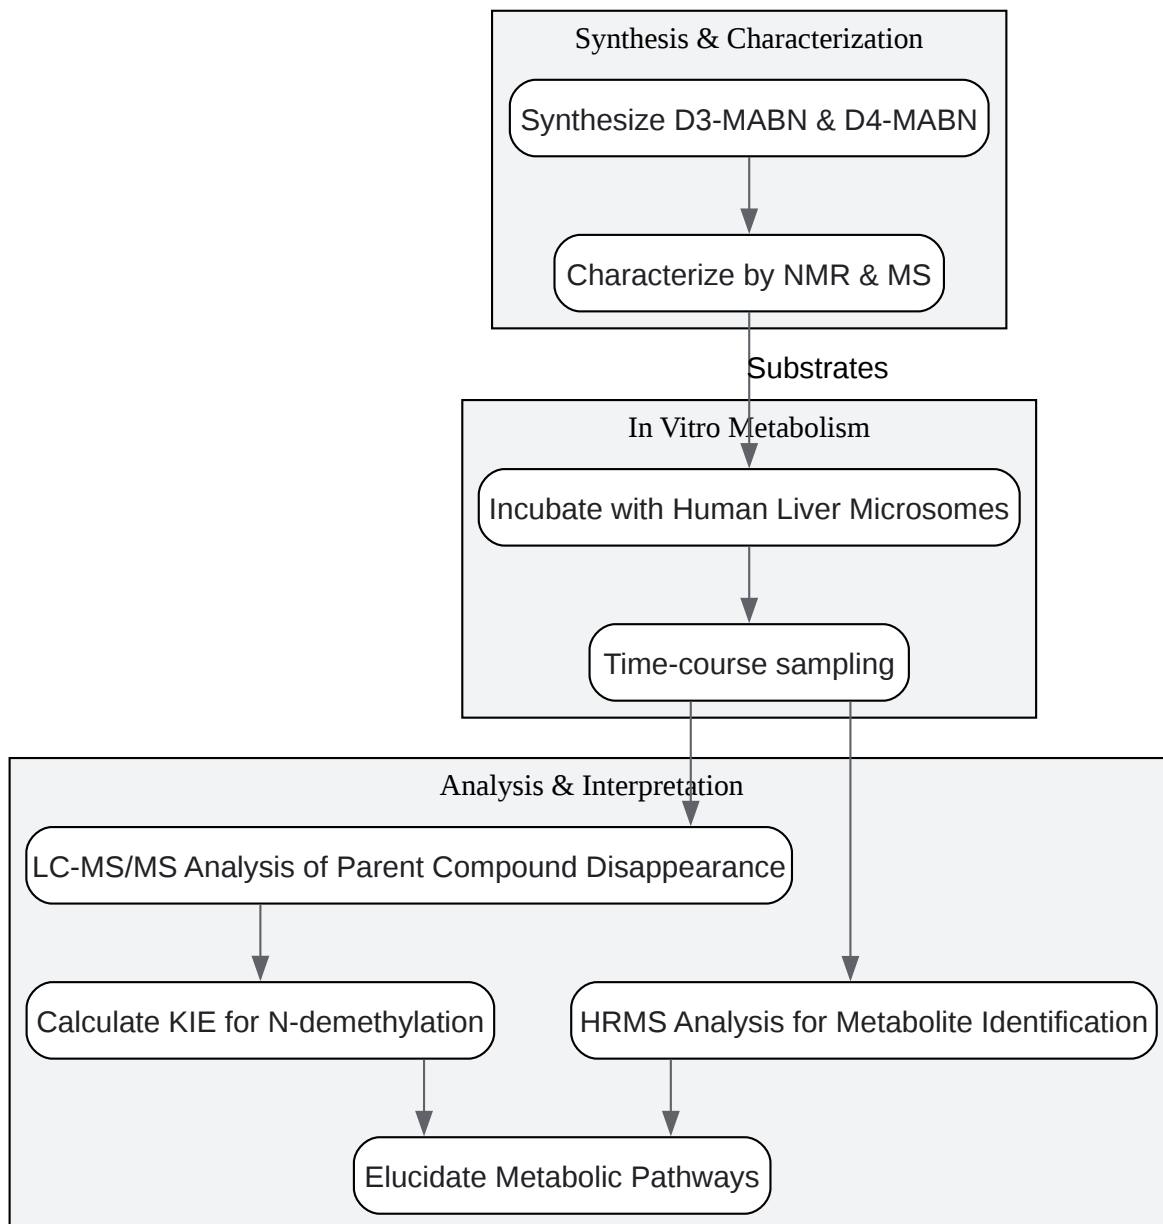 Synthesis & Characterization
Synthesize D3-MABN & D4-MABN
Characterize by NMR & MS
Substrates
In Vitro Metabolism
Incubate with Human Liver Microsomes
Time-course sampling
Analysis & Interpretation
LC-MS/MS Analysis of Parent Compound Disappearance
Calculate KIE for N-demethylation
HRMS Analysis for Metabolite Identification
Elucidate Metabolic Pathways